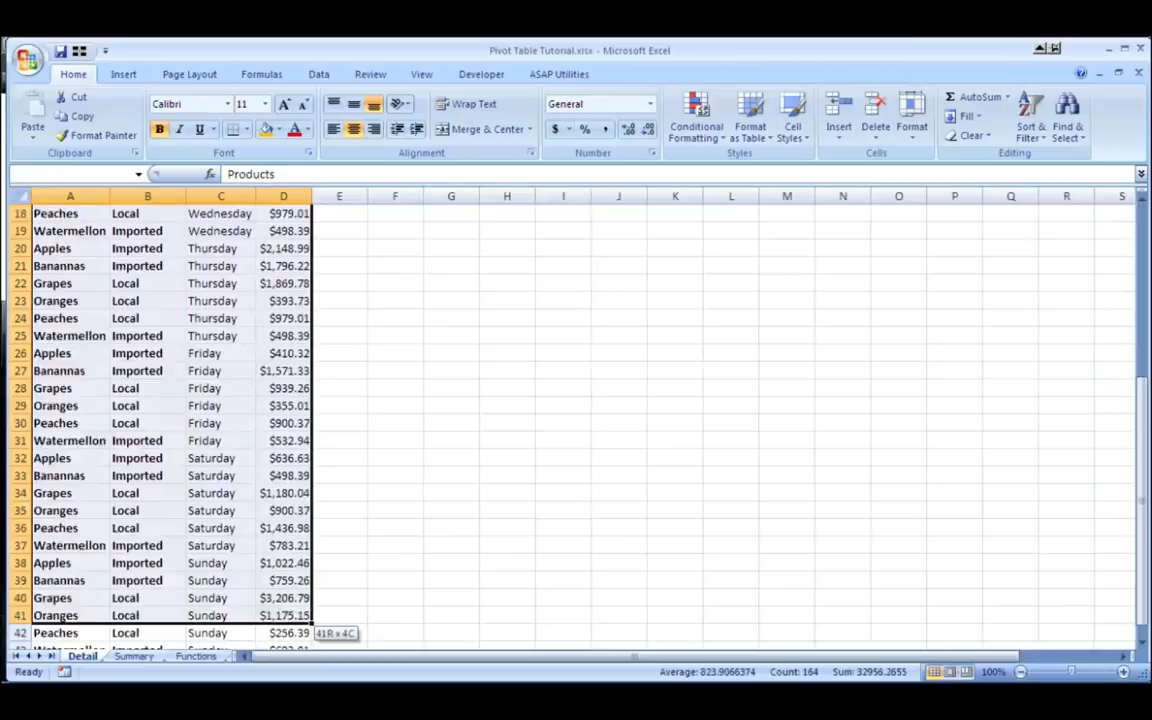 Pivot Table Tutorial.xlsx - Microsoft Excel
Home Insert Page Layout Formulas Data Review View Developer ASAP Utilities
Cut
Copy
Format Painter
Paste
Clipboard
Calibri 11
B I U
Font
Wrap Text
Merge & Center
Alignment
General
$ % ,
Number
Conditional Formatting
Format as Table
Cell Styles
Styles
Insert Delete Format
Cells
Σ AutoSum
Fill
Clear
Sort & Filter
Find & Select
Editing
fx Products
A B C D E F G H I J K L M N O P Q R S
18 Peaches Local Wednesday $979.01
19 Watermellon Imported Wednesday $498.39
20 Apples Imported Thursday $2,148.99
21 Banannas Imported Thursday $1,796.22
22 Grapes Local Thursday $1,869.78
23 Oranges Local Thursday $393.73
24 Peaches Local Thursday $979.01
25 Watermellon Imported Thursday $498.39
26 Apples Imported Friday $410.32
27 Banannas Imported Friday $1,571.33
28 Grapes Local Friday $939.26
29 Oranges Local Friday $355.01
30 Peaches Local Friday $900.37
31 Watermellon Imported Friday $532.94
32 Apples Imported Saturday $636.63
33 Banannas Imported Saturday $498.39
34 Grapes Local Saturday $1,180.04
35 Oranges Local Saturday $900.37
36 Peaches Local Saturday $1,436.98
37 Watermellon Imported Saturday $783.21
38 Apples Imported Sunday $1,022.46
39 Banannas Imported Sunday $759.26
40 Grapes Local Sunday $3,206.79
41 Oranges Local Sunday $1,175.15
42 Peaches Local Sunday $256.39
41R x 4C
Detail Summary Functions
Ready Average: 823.9066374 Count: 164 Sum: 32956.2655 100%